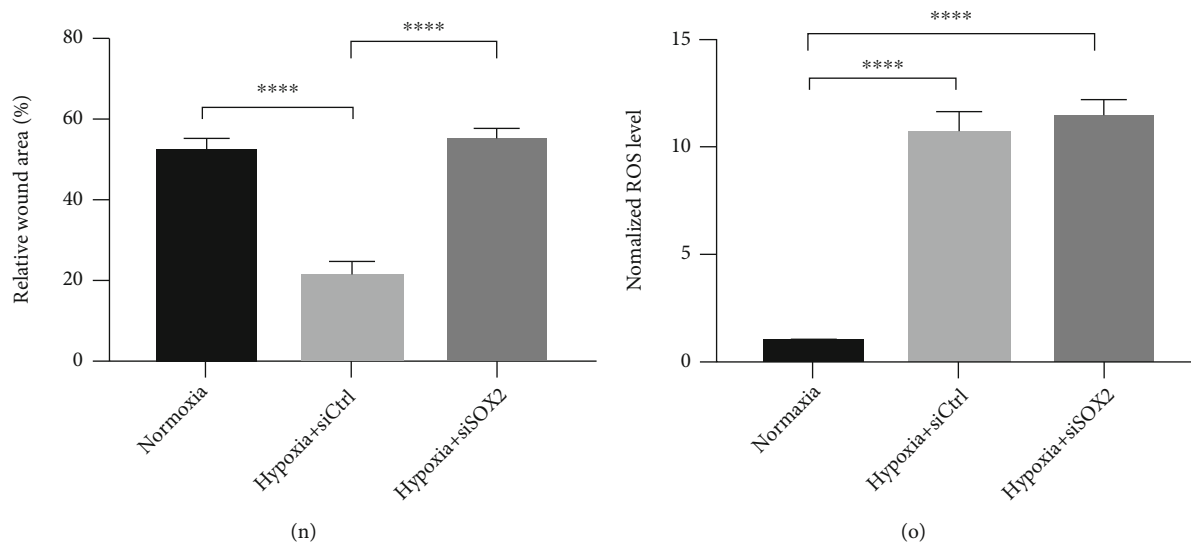 Relative wound area (%)
80
60
40
20
0
****
****
Normoxia
Hypoxia+siCtrl
Hypoxia+siSOX2
(n)
Nomalized ROS level
15
10
5
0
****
****
Normaxia
Hypoxia+siCtrl
Hypoxia+siSOX2
(o)